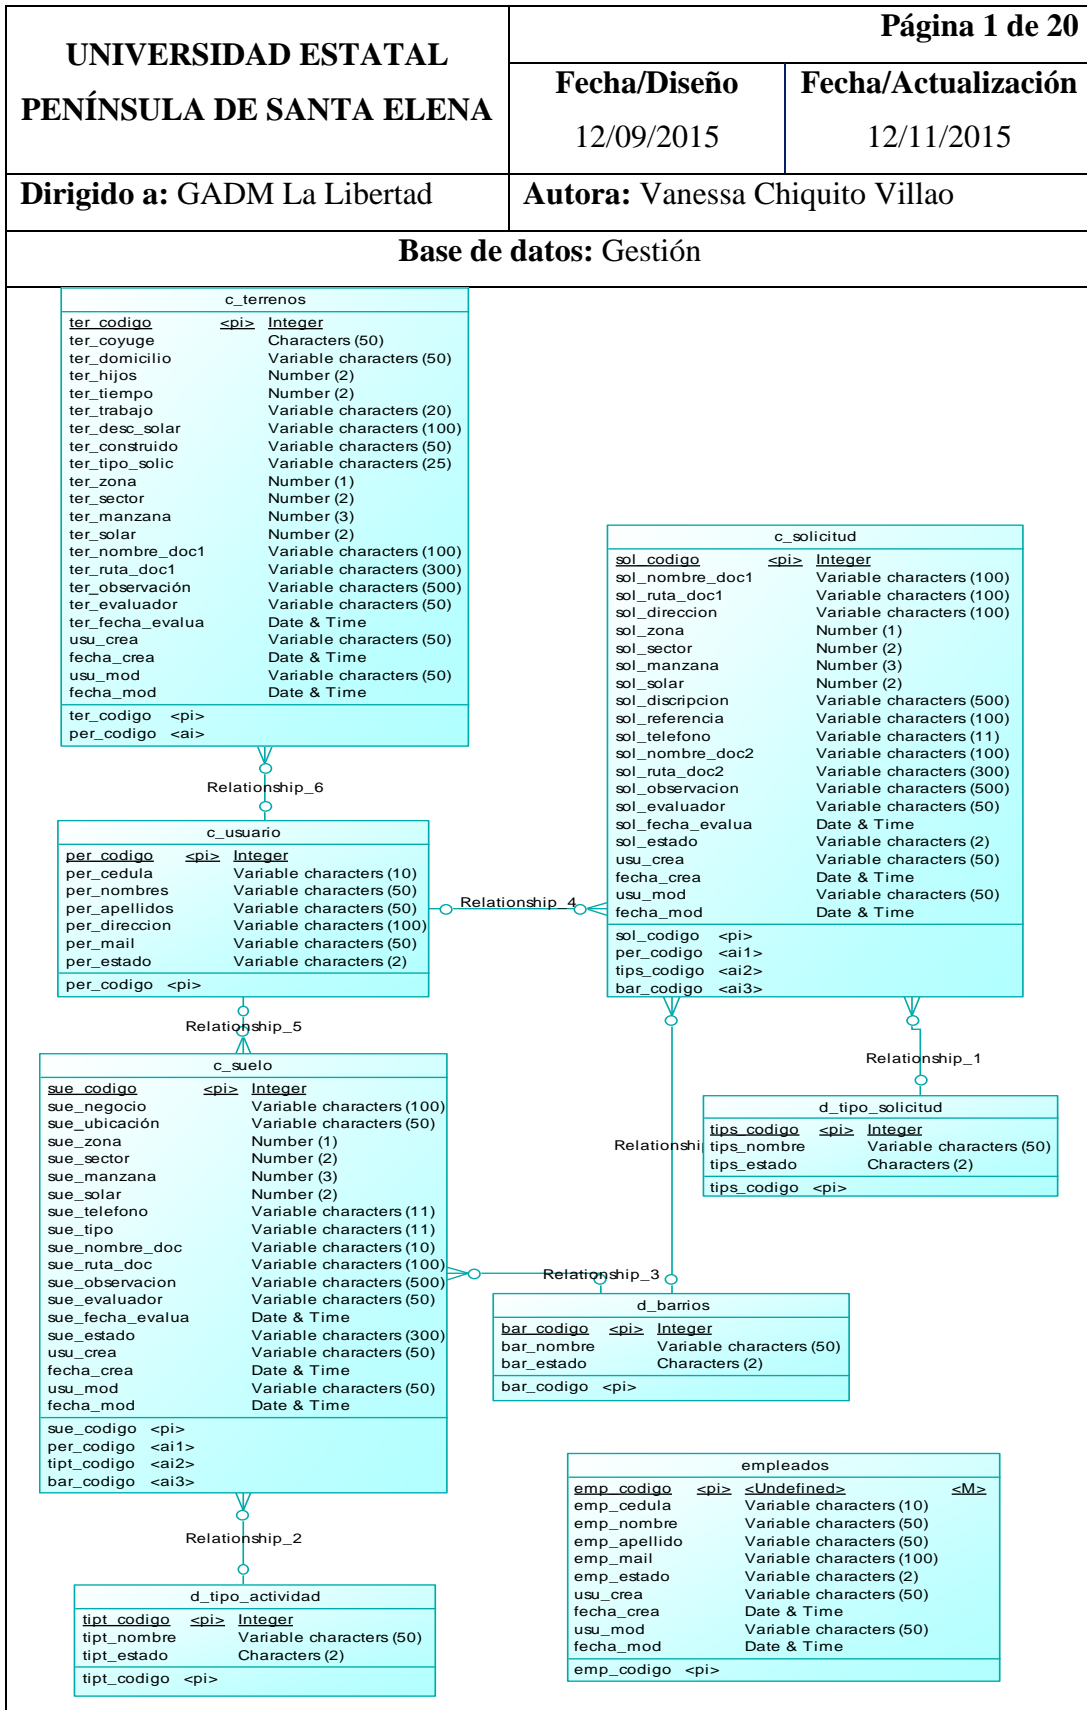 UNIVERSIDAD ESTATAL
PENÍNSULA DE SANTA ELENA
Página 1 de 20
Fecha/Diseño
12/09/2015
Fecha/Actualización
12/11/2015
Dirigido a: GADM La Libertad
Autora: Vanessa Chiquito Villao
Base de datos: Gestión
c_terrenos
ter_codigo <pi> Integer
ter_coyuge Characters (50)
ter_domicilio Variable characters (50)
ter_hijos Number (2)
ter_tiempo Number (2)
ter_trabajo Variable characters (20)
ter_desc_solar Variable characters (100)
ter_construido Variable characters (50)
ter_tipo_solic Variable characters (25)
ter_zona Number (1)
ter_sector Number (2)
ter_manzana Number (3)
ter_solar Number (2)
ter_nombre_doc1 Variable characters (100)
ter_ruta_doc1 Variable characters (300)
ter_observación Variable characters (500)
ter_evaluador Variable characters (50)
ter_fecha_evalua Date & Time
usu_crea Variable characters (50)
fecha_crea Date & Time
usu_mod Variable characters (50)
fecha_mod Date & Time
ter_codigo <pi>
per_codigo <ai>
Relationship_6
c_usuario
per_codigo <pi> Integer
per_cedula Variable characters (10)
per_nombres Variable characters (50)
per_apellidos Variable characters (50)
per_direccion Variable characters (100)
per_mail Variable characters (50)
per_estado Variable characters (2)
per_codigo <pi>
Relationship_4
c_solicitud
sol_codigo <pi> Integer
sol_nombre_doc1 Variable characters (100)
sol_ruta_doc1 Variable characters (100)
sol_direccion Variable characters (100)
sol_zona Number (1)
sol_sector Number (2)
sol_manzana Number (3)
sol_solar Number (2)
sol_discripcion Variable characters (500)
sol_referencia Variable characters (100)
sol_telefono Variable characters (11)
sol_nombre_doc2 Variable characters (100)
sol_ruta_doc2 Variable characters (300)
sol_observacion Variable characters (500)
sol_evaluador Variable characters (50)
sol_fecha_evalua Date & Time
sol_estado Variable characters (2)
usu_crea Variable characters (50)
fecha_crea Date & Time
usu_mod Variable characters (50)
fecha_mod Date & Time
sol_codigo <pi>
per_codigo <ai1>
tips_codigo <ai2>
bar_codigo <ai3>
Relationship_5
c_suelo
sue_codigo <pi> Integer
sue_negocio Variable characters (100)
sue_ubicación Variable characters (50)
sue_zona Number (1)
sue_sector Number (2)
sue_manzana Number (3)
sue_solar Number (2)
sue_telefono Variable characters (11)
sue_tipo Variable characters (11)
sue_nombre_doc Variable characters (10)
sue_ruta_doc Variable characters (100)
sue_observacion Variable characters (500)
sue_evaluador Variable characters (50)
sue_fecha_evalua Date & Time
sue_estado Variable characters (300)
usu_crea Variable characters (50)
fecha_crea Date & Time
usu_mod Variable characters (50)
fecha_mod Date & Time
sue_codigo <pi>
per_codigo <ai1>
tipt_codigo <ai2>
bar_codigo <ai3>
Relationship_1
d_tipo_solicitud
tips_codigo <pi> Integer
tips_nombre Variable characters (50)
tips_estado Characters (2)
tips_codigo <pi>
Relationshi
Relationship_3
d_barrios
bar_codigo <pi> Integer
bar_nombre Variable characters (50)
bar_estado Characters (2)
bar_codigo <pi>
Relationship_2
d_tipo_actividad
tipt_codigo <pi> Integer
tipt_nombre Variable characters (50)
tipt_estado Characters (2)
tipt_codigo <pi>
empleados
emp_codigo <pi> <Undefined> <M>
emp_cedula Variable characters (10)
emp_nombre Variable characters (50)
emp_apellido Variable characters (50)
emp_mail Variable characters (100)
emp_estado Variable characters (2)
usu_crea Variable characters (50)
fecha_crea Date & Time
usu_mod Variable characters (50)
fecha_mod Date & Time
emp_codigo <pi>